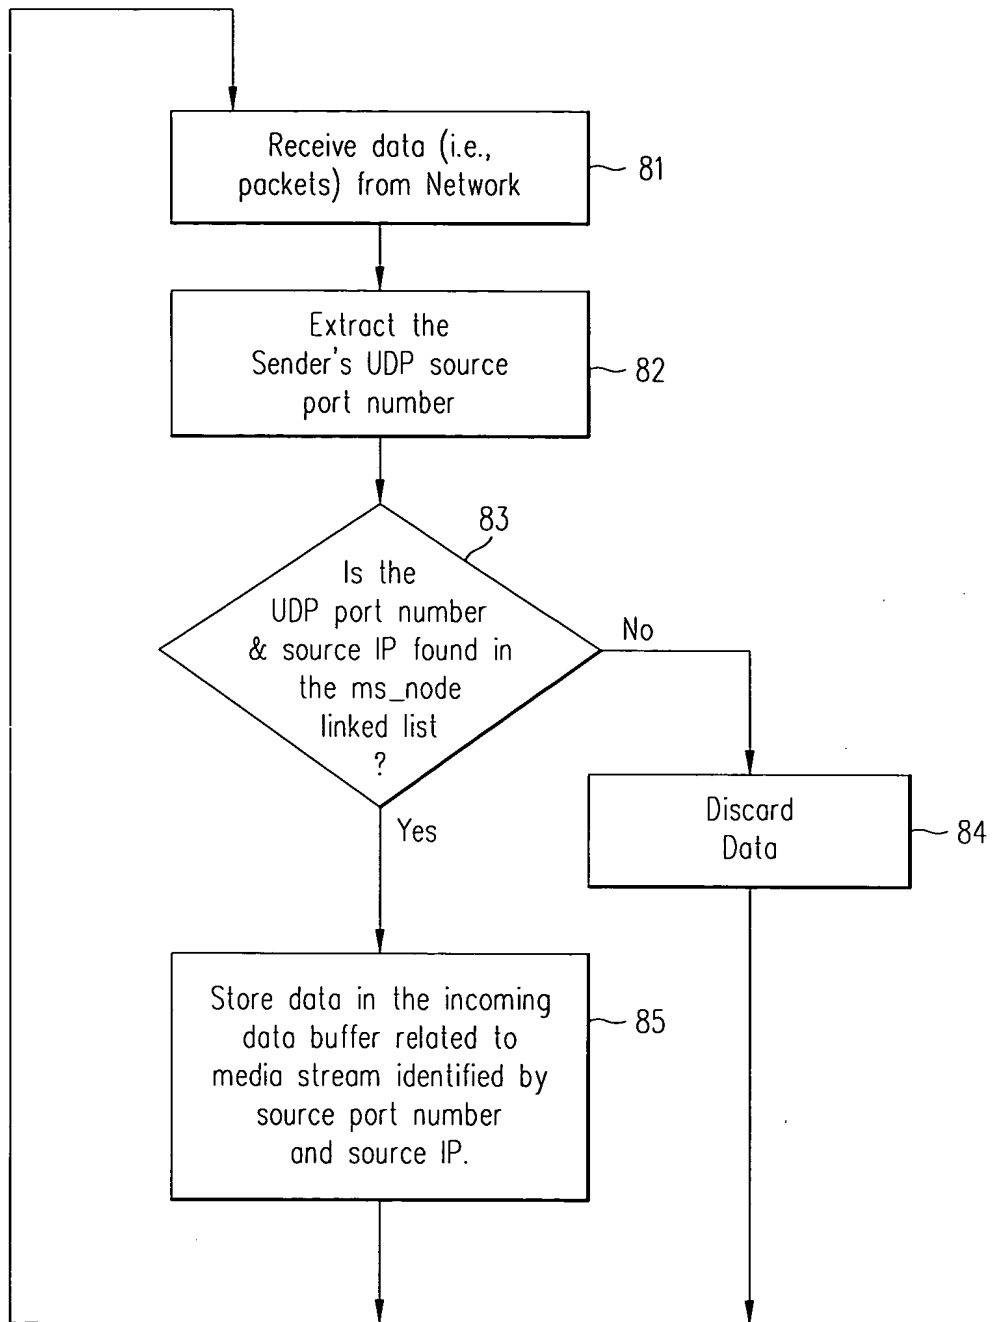 Receive data (i.e.,
packets) from Network
81
Extract the
Sender's UDP source
port number
82
83
Is the
UDP port number
& source IP found in
the ms_node
linked list
?
No
Yes
Discard
Data
84
Store data in the incoming
data buffer related to
media stream identified by
source port number
and source IP.
85